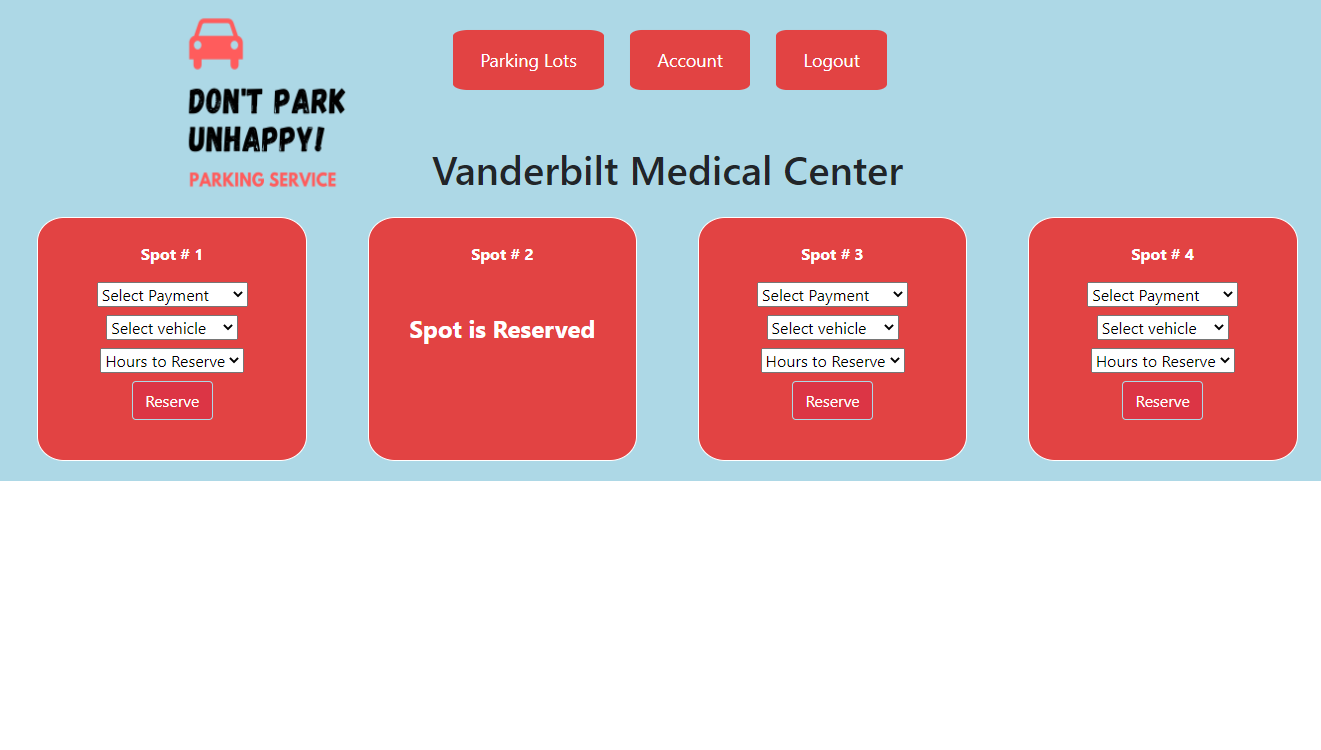 DON'T PARK
UNHAPPY!
PARKING SERVICE
Parking Lots
Account
Logout
Vanderbilt Medical Center
Spot # 1
Select Payment
Select vehicle
Hours to Reserve
Reserve
Spot # 2
Spot is Reserved
Spot # 3
Select Payment
Select vehicle
Hours to Reserve
Reserve
Spot # 4
Select Payment
Select vehicle
Hours to Reserve
Reserve